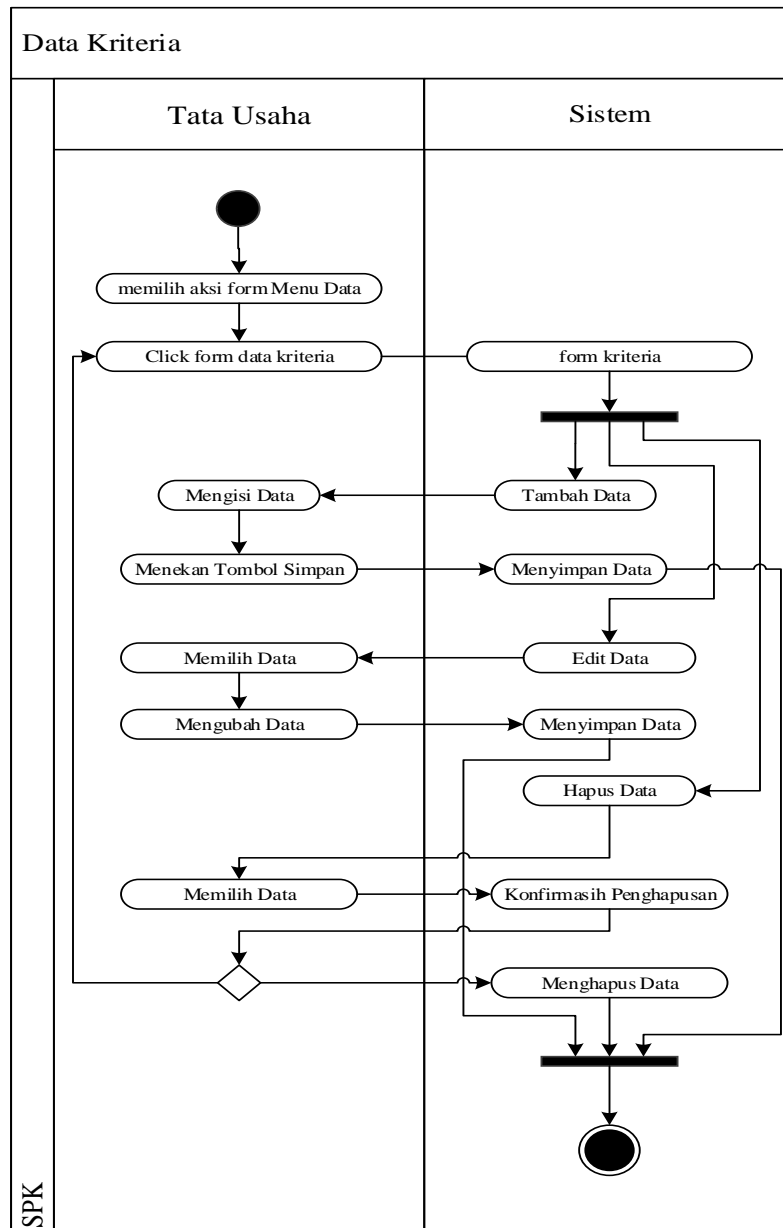 Data Kriteria
Tata Usaha
Sistem
memilih aksi form Menu Data
Click form data kriteria
form kriteria
Mengisi Data
Tambah Data
Menekan Tombol Simpan
Menyimpan Data
Memilih Data
Edit Data
Mengubah Data
Menyimpan Data
Hapus Data
Memilih Data
Konfirmasih Penghapusan
Menghapus Data
SPK